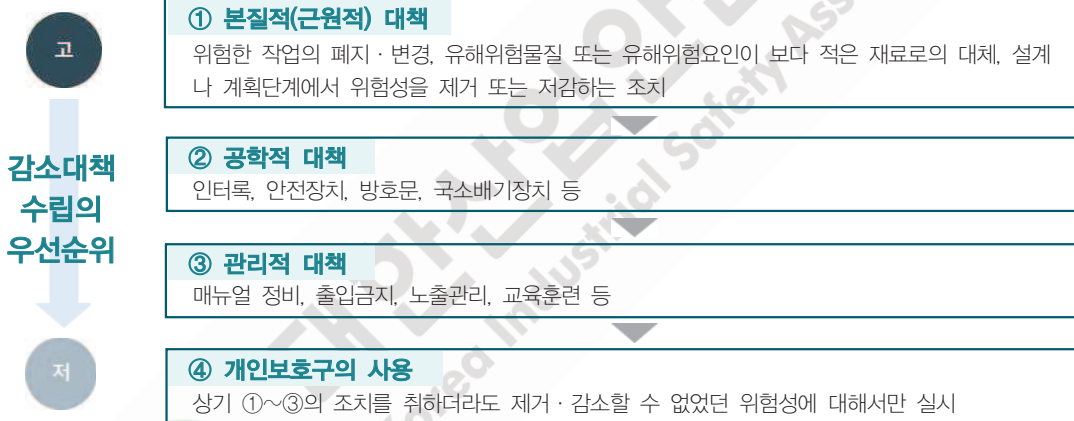 고
감소대책
수립의
우선순위
저
① 본질적(근원적) 대책
위험한 작업의 폐지 · 변경, 유해위험물질 또는 유해위험요인이 보다 적은 재료로의 대체, 설계
나 계획단계에서 위험성을 제거 또는 저감하는 조치
② 공학적 대책
인터록, 안전장치, 방호문, 국소배기장치 등
③ 관리적 대책
매뉴얼 정비, 출입금지, 노출관리, 교육훈련 등
④ 개인보호구의 사용
상기 ①~③의 조치를 취하더라도 제거 · 감소할 수 없었던 위험성에 대해서만 실시